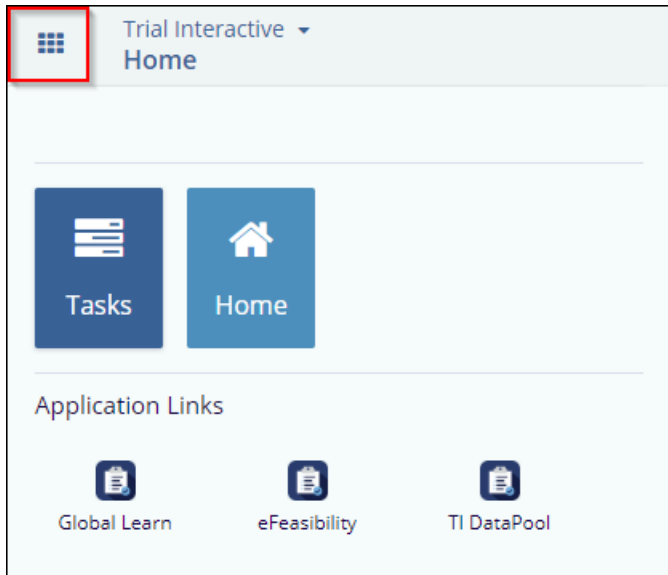 Trial Interactive
Home
Tasks Home
Application Links
Global Learn eFeasibility TI DataPool